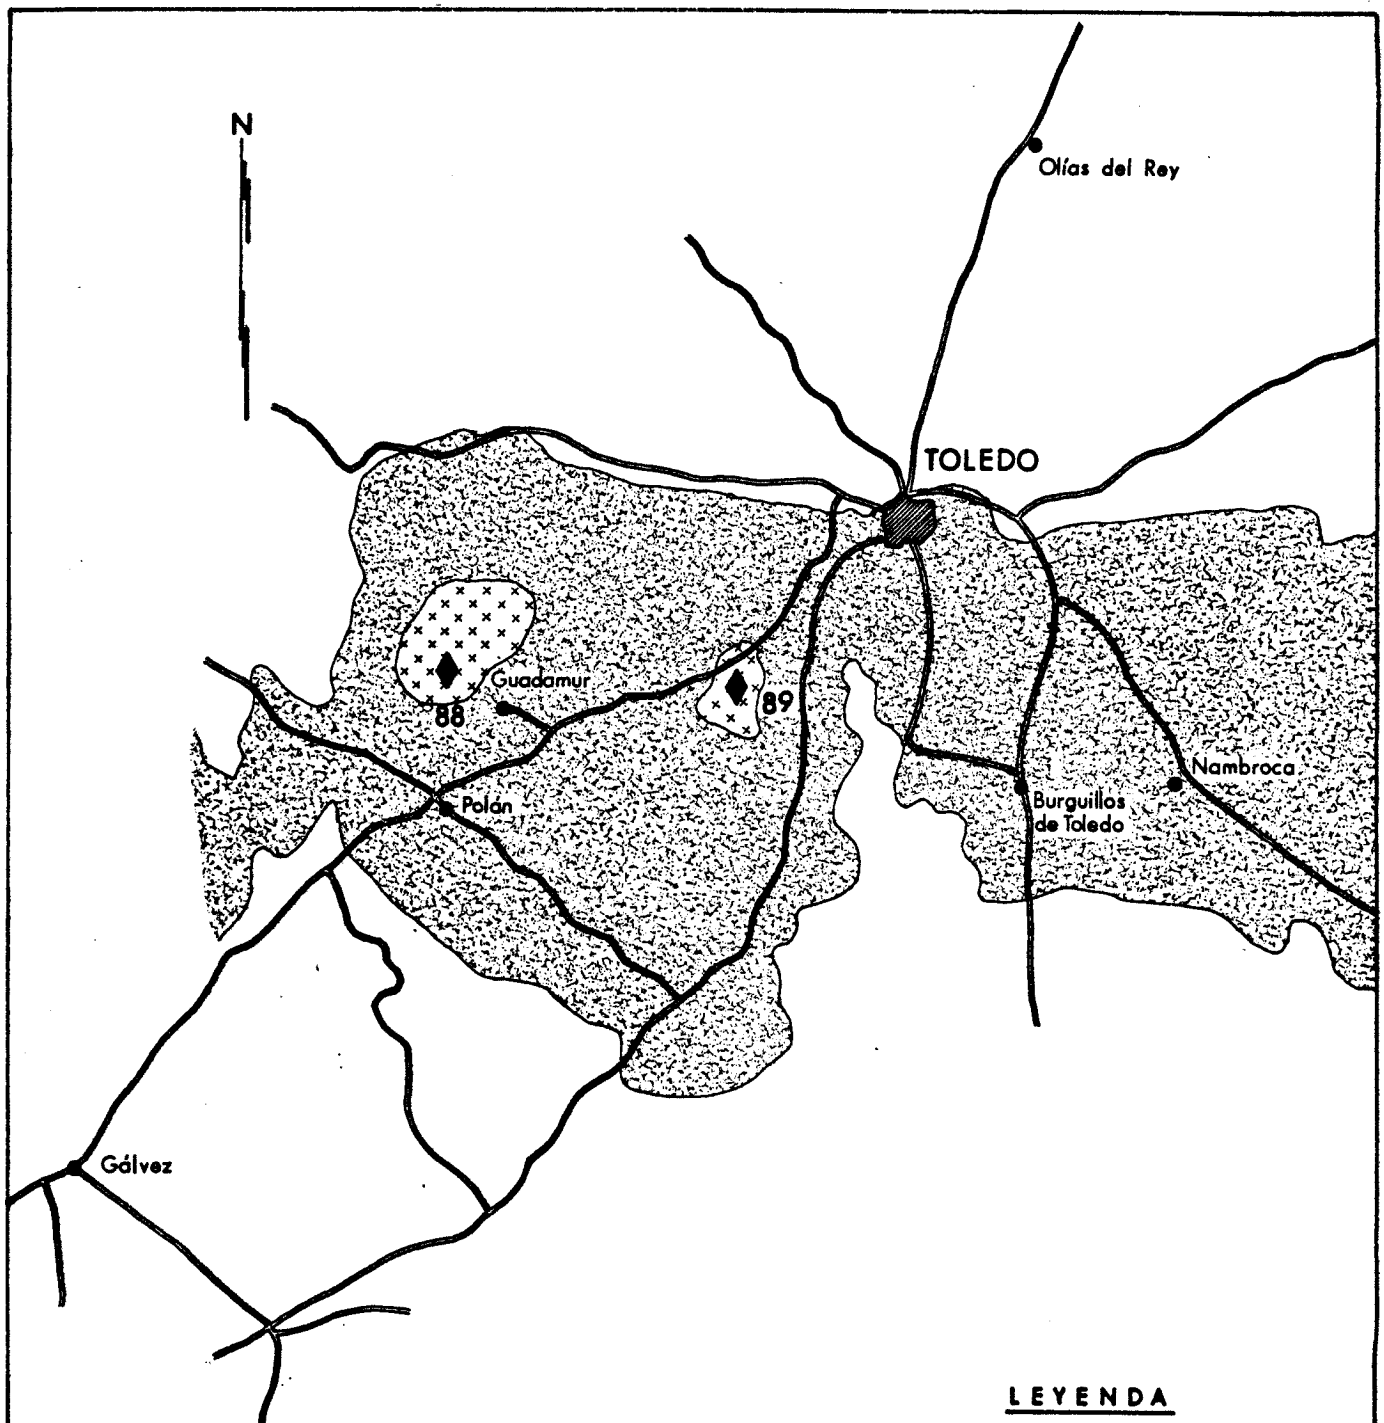 N
Olías del Rey
TOLEDO
Guadamur
88
89
Nambroca
Polán
Burguillos
de Toledo
Gálvez
LEYENDA